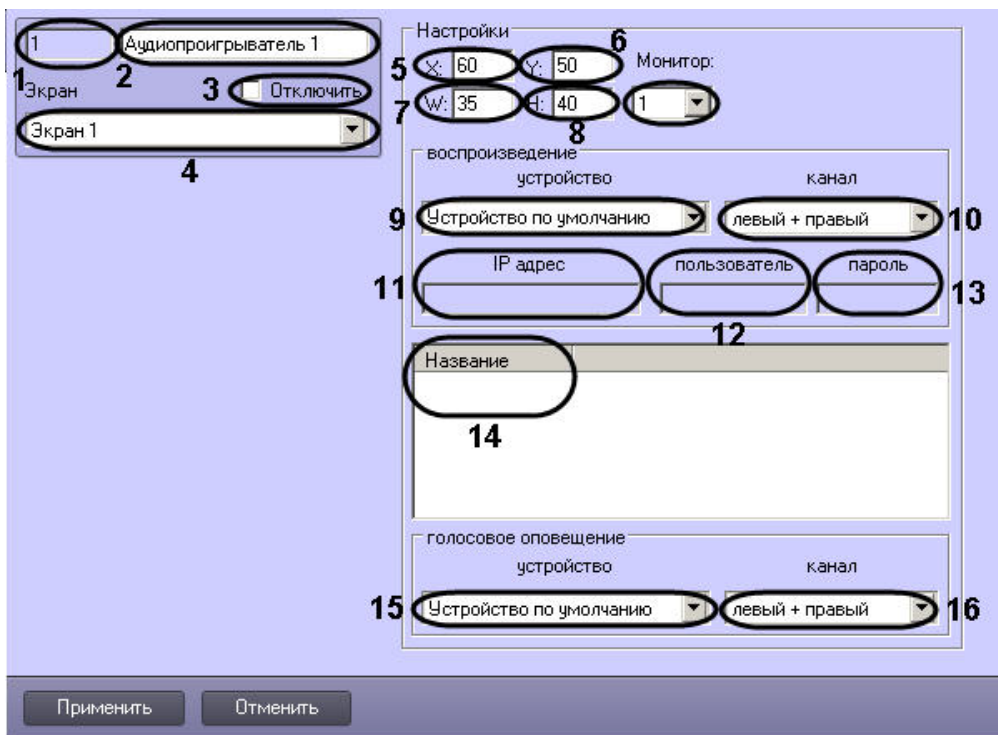 1 Аудиопроигрыватель 1
1 2
Экран 3 Отключить
Экран 1
4
Настройки
6
5 X: 60 Y: 50 Монитор:
7 W: 35 H: 40 1
8
воспроизведение
устройство канал
9 Устройство по умолчанию левый + правый 10
IP адрес пользователь пароль
11 13
12
Название
14
голосовое оповещение
устройство канал
15 Устройство по умолчанию левый + правый 16
Применить Отменить